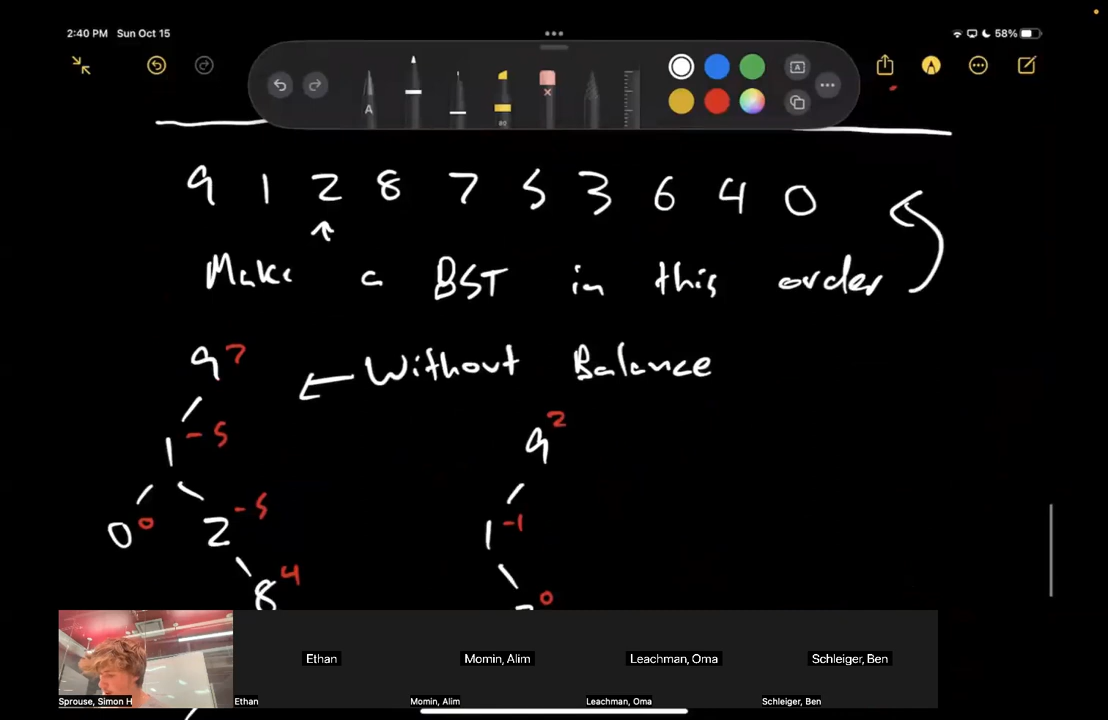 2:40 PM Sun Oct 15
58%
A
80
A
9 1 2 8 7 5 3 6 4 0
↑
Make a BST in this order
9 7
← Without Balance
9 2
1 -5
0 0
2 -5
1 -1
8 4
0
Ethan
Momin, Alim
Leachman, Oma
Schleiger, Ben
Sprouse, Simon H
Ethan
Momin, Alim
Leachman, Oma
Schleiger, Ben